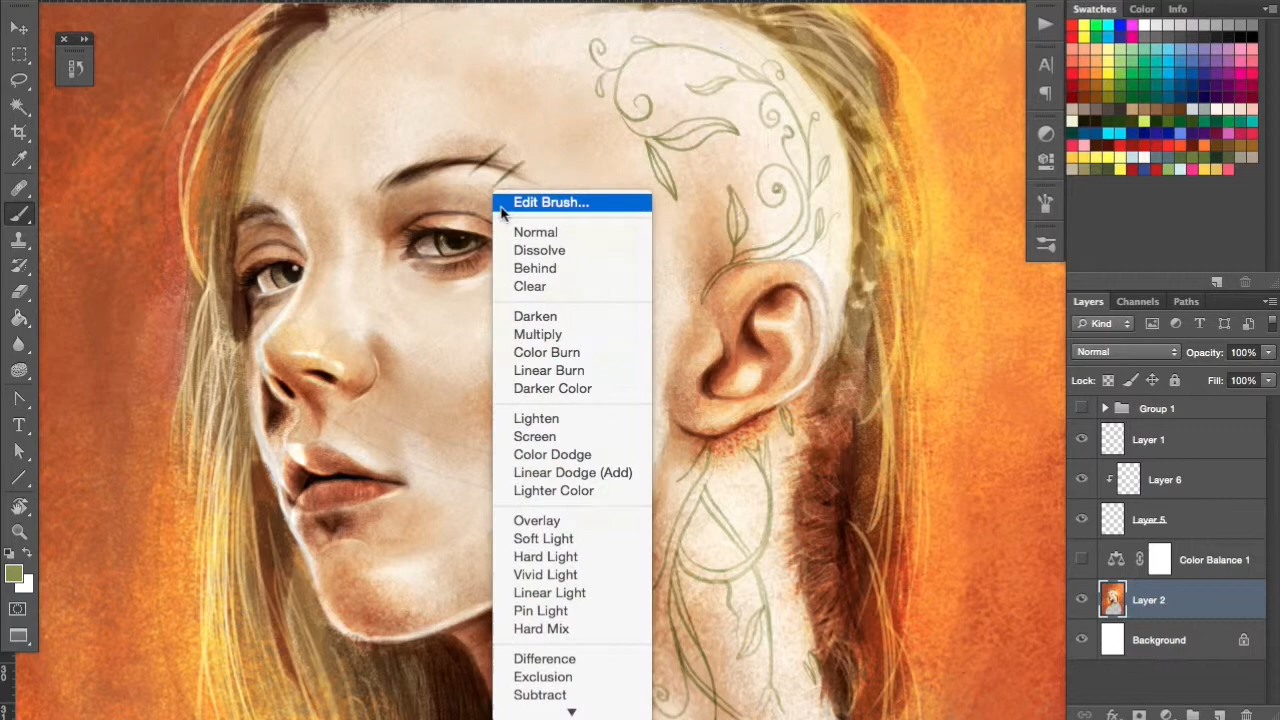 Swatches Color Info
Edit Brush...
Normal
Dissolve
Behind
Clear
Darken
Multiply
Color Burn
Linear Burn
Darker Color
Lighten
Screen
Color Dodge
Linear Dodge (Add)
Lighter Color
Overlay
Soft Light
Hard Light
Vivid Light
Linear Light
Pin Light
Hard Mix
Difference
Exclusion
Subtract
Layers Channels Paths
Kind
Normal Opacity: 100%
Lock: Fill: 100%
Group 1
Layer 1
Layer 6
Layer 5
Color Balance 1
Layer 2
Background